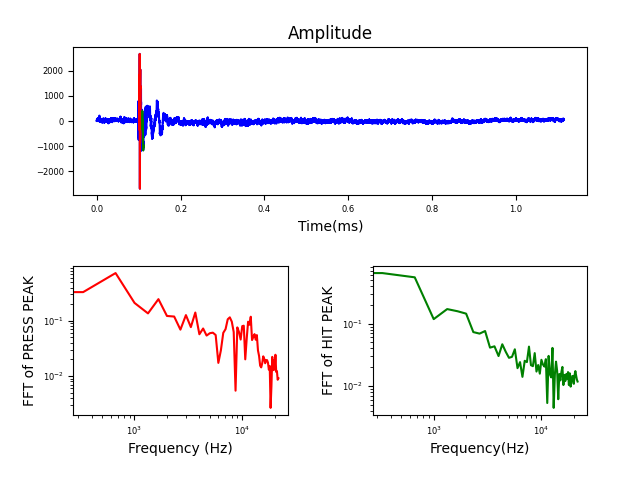 Amplitude
2000
1000
0
−1000
−2000
0.0 0.2 0.4 0.6 0.8 1.0
Time(ms)
FFT of PRESS PEAK
10⁻¹
10⁻²
10³ 10⁴
Frequency (Hz)
FFT of HIT PEAK
10⁻¹
10⁻²
10³ 10⁴
Frequency(Hz)